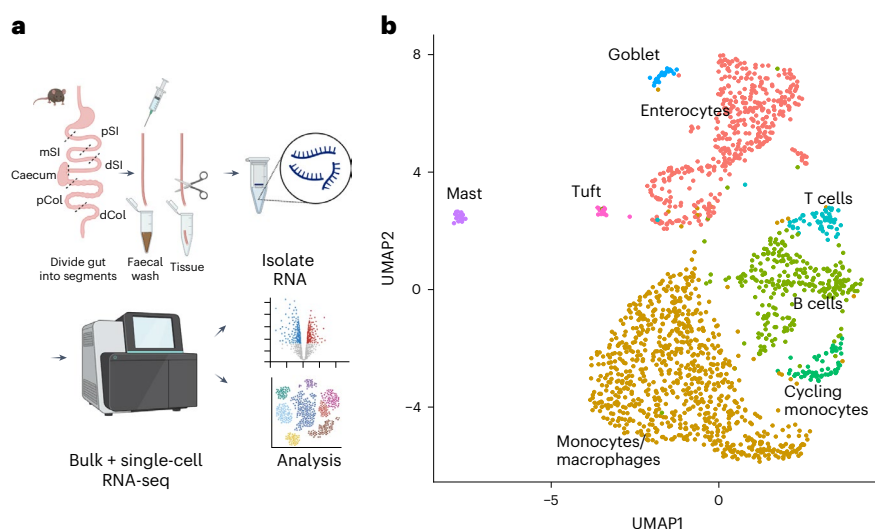 a
pSI
mSI
dSI
Caecum
pCol
dCol
Divide gut
into segments
Faecal
wash
Tissue
Isolate
RNA
Bulk + single-cell
RNA-seq
Analysis
b
8
4
0
−4
UMAP2
Goblet
Enterocytes
Mast
Tuft
T cells
B cells
Cycling
monocytes
Monocytes/
macrophages
−5
0
UMAP1